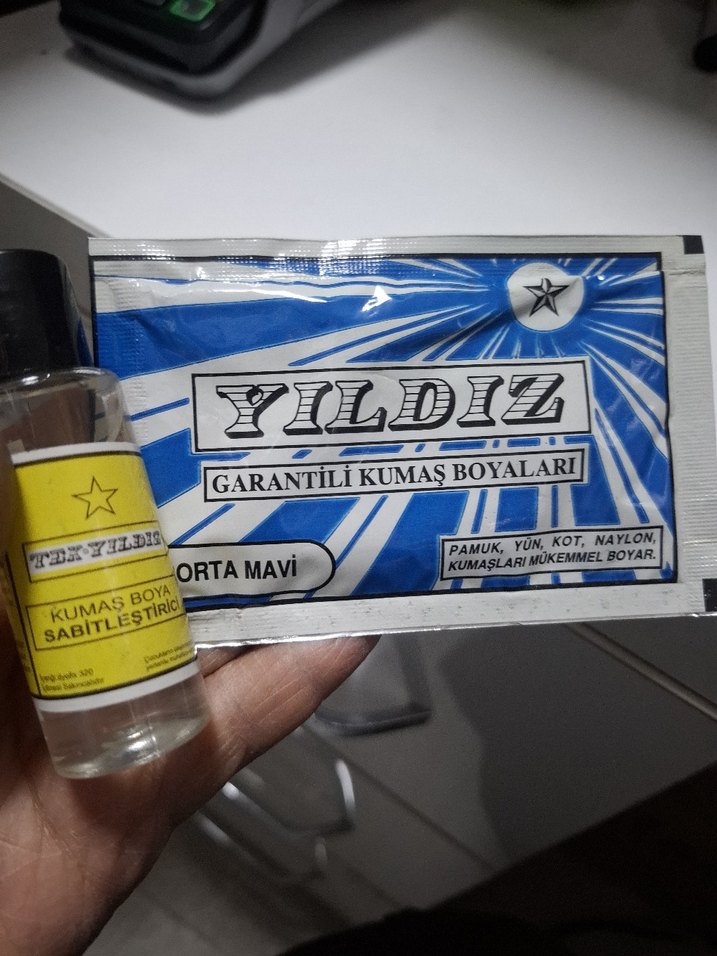 YILDIZ
GARANTİLİ KUMAŞ BOYALARI
ORTA MAVİ
PAMUK, YÜN, KOT, NAYLON,
KUMAŞLARI MÜKEMMEL BOYAR.
TEK-YILDIZ
KUMAŞ BOYA
SABİTLEŞTİRİCİ